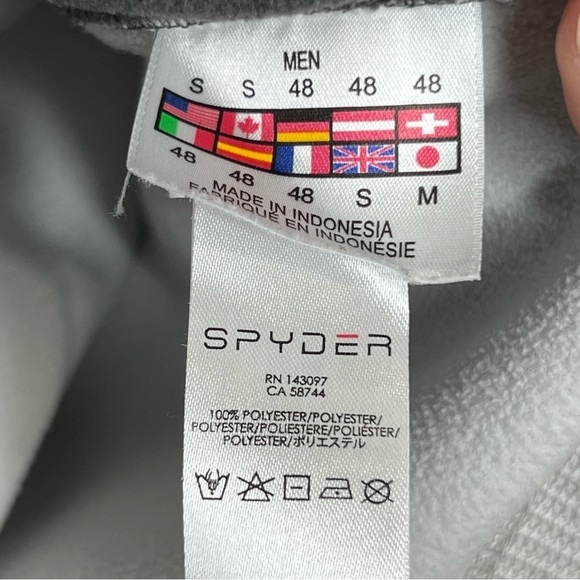 MEN
S S 48 48 48
48 48 48 S M
MADE IN INDONESIA
FABRIQUE EN INDONÉSIE
SPYDER
RN 143097
CA 58744
100% POLYESTER/POLYESTER/
POLYESTER/POLIESTERE/POLIÉSTER/
POLYESTER/ポリエステル